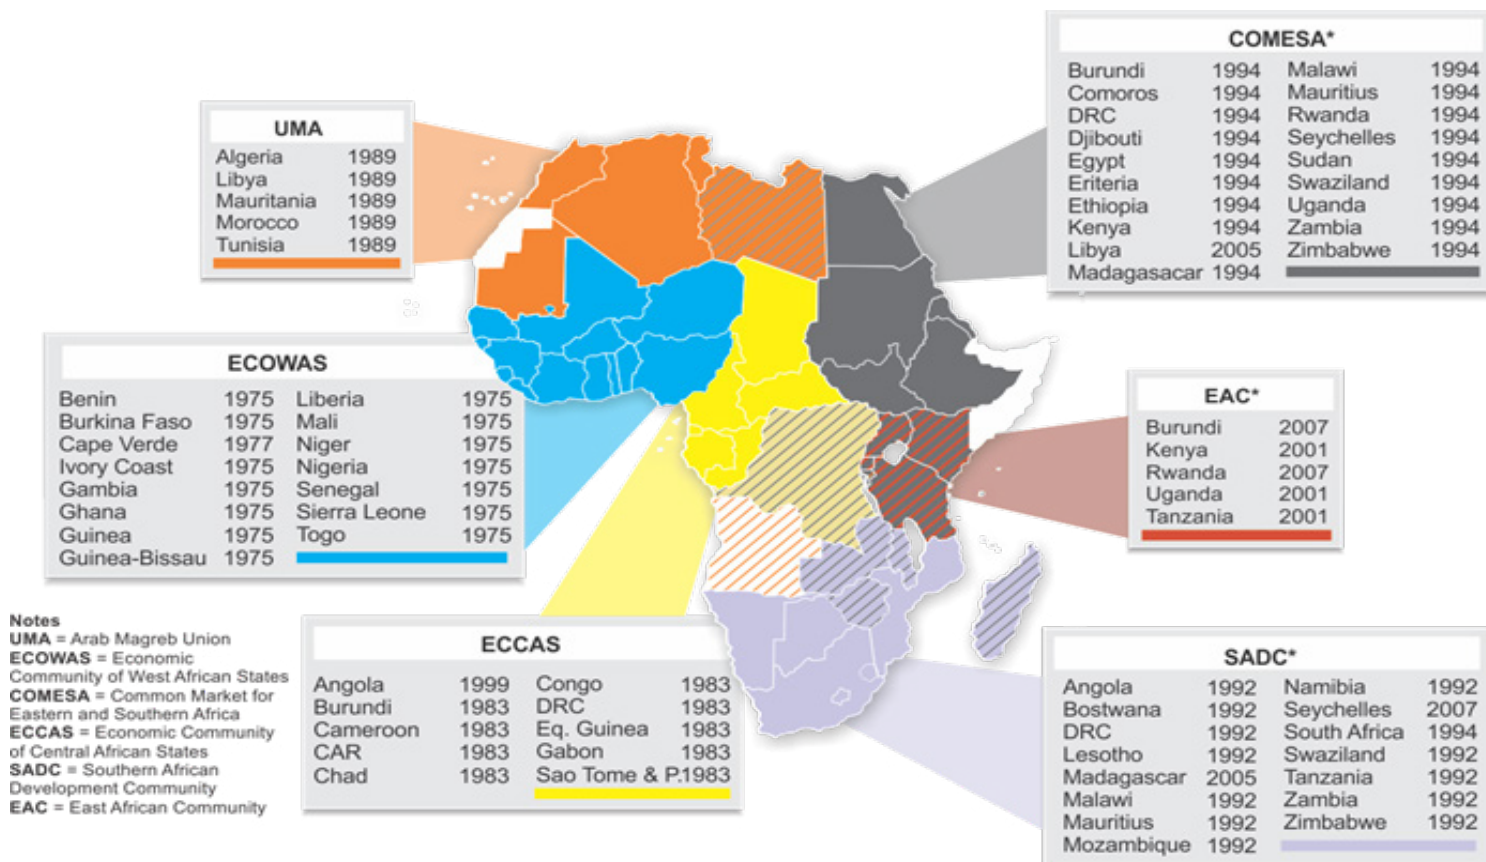 UMA
Algeria 1989
Libya 1989
Mauritania 1989
Morocco 1989
Tunisia 1989
COMESA*
Burundi 1994 Malawi 1994
Comoros 1994 Mauritius 1994
DRC 1994 Rwanda 1994
Djibouti 1994 Seychelles 1994
Egypt 1994 Sudan 1994
Eriteria 1994 Swaziland 1994
Ethiopia 1994 Uganda 1994
Kenya 1994 Zambia 1994
Libya 2005 Zimbabwe 1994
Madagasacar 1994
ECOWAS
Benin 1975 Liberia 1975
Burkina Faso 1975 Mali 1975
Cape Verde 1977 Niger 1975
Ivory Coast 1975 Nigeria 1975
Gambia 1975 Senegal 1975
Ghana 1975 Sierra Leone 1975
Guinea 1975 Togo 1975
Guinea-Bissau 1975
EAC*
Burundi 2007
Kenya 2001
Rwanda 2007
Uganda 2001
Tanzania 2001
Notes
UMA = Arab Magreb Union
ECOWAS = Economic
Community of West African States
COMESA = Common Market for
Eastern and Southern Africa
ECCAS = Economic Community
of Central African States
SADC = Southern African
Development Community
EAC = East African Community
ECCAS
Angola 1999 Congo 1983
Burundi 1983 DRC 1983
Cameroon 1983 Eq. Guinea 1983
CAR 1983 Gabon 1983
Chad 1983 Sao Tome & P.1983
SADC*
Angola 1992 Namibia 1992
Bostwana 1992 Seychelles 2007
DRC 1992 South Africa 1994
Lesotho 1992 Swaziland 1992
Madagascar 2005 Tanzania 1992
Malawi 1992 Zambia 1992
Mauritius 1992 Zimbabwe 1992
Mozambique 1992